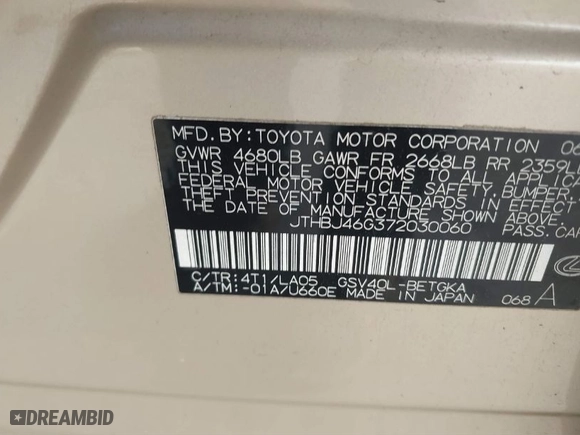 MFD. BY: TOYOTA MOTOR CORPORATION 06
GVWR 4680LB GAWR FR 2668LB RR 2359L
THIS VEHICLE CONFORMS TO ALL APPLICA
FEDERAL MOTOR VEHICLE SAFETY, BUMPER
THEFT PREVENTION STANDARDS IN EFFECT
THE DATE OF MANUFACTURE SHOWN ABOVE.
JTHBJ46G372030060 PASS.CAR
C/TR: 4T1/LA05 GSV40L-BETGKA
A/TM: -01A/U660E MADE IN JAPAN 068 A
DREAMBID